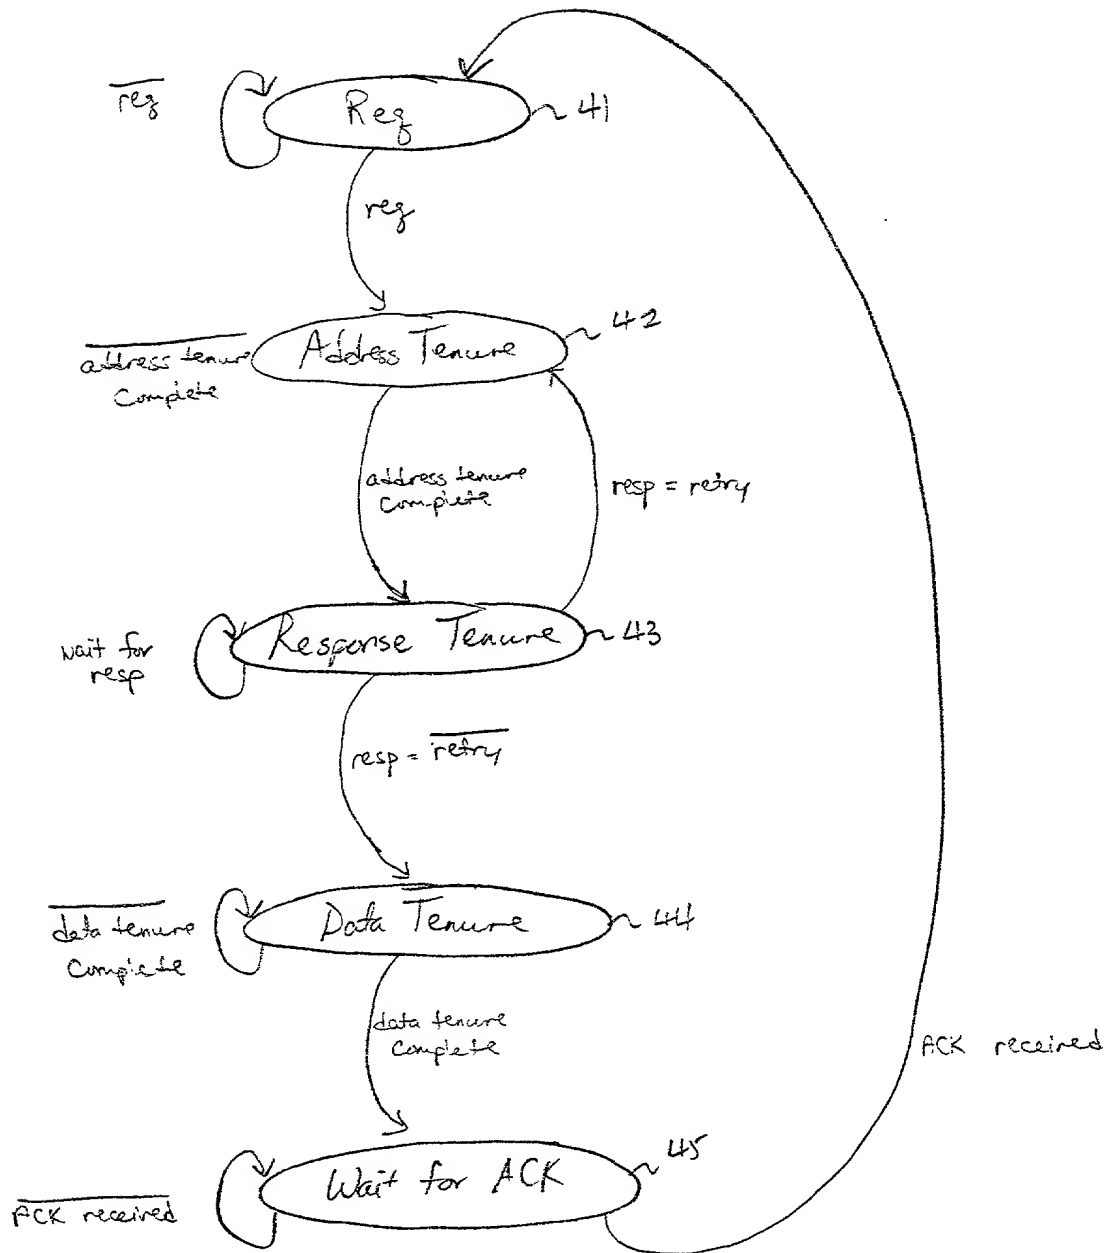 req
Req
41
req
42
Address Tenure
address tenure
Complete
address tenure
Complete
resp = retry
Response Tenure
43
wait for
resp
resp = retry
Data Tenure
44
data tenure
Complete
data tenure
Complete
ACK received
45
Wait for ACK
ACK received